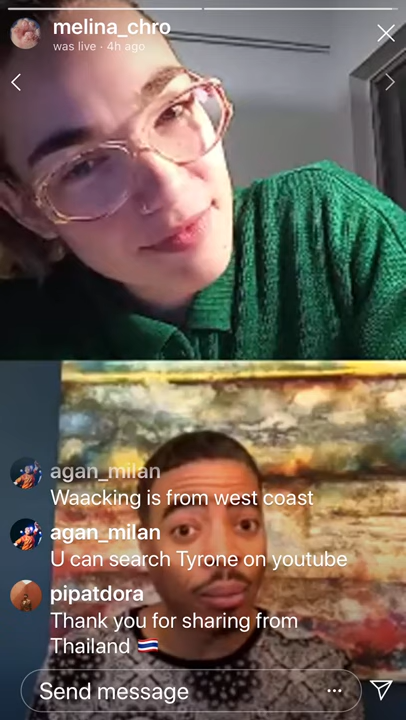 melina_chro
was live · 4h ago
agan_milan
Waacking is from west coast
agan_milan
U can search Tyrone on youtube
pipatdora
Thank you for sharing from
Thailand 🇹🇭
Send message